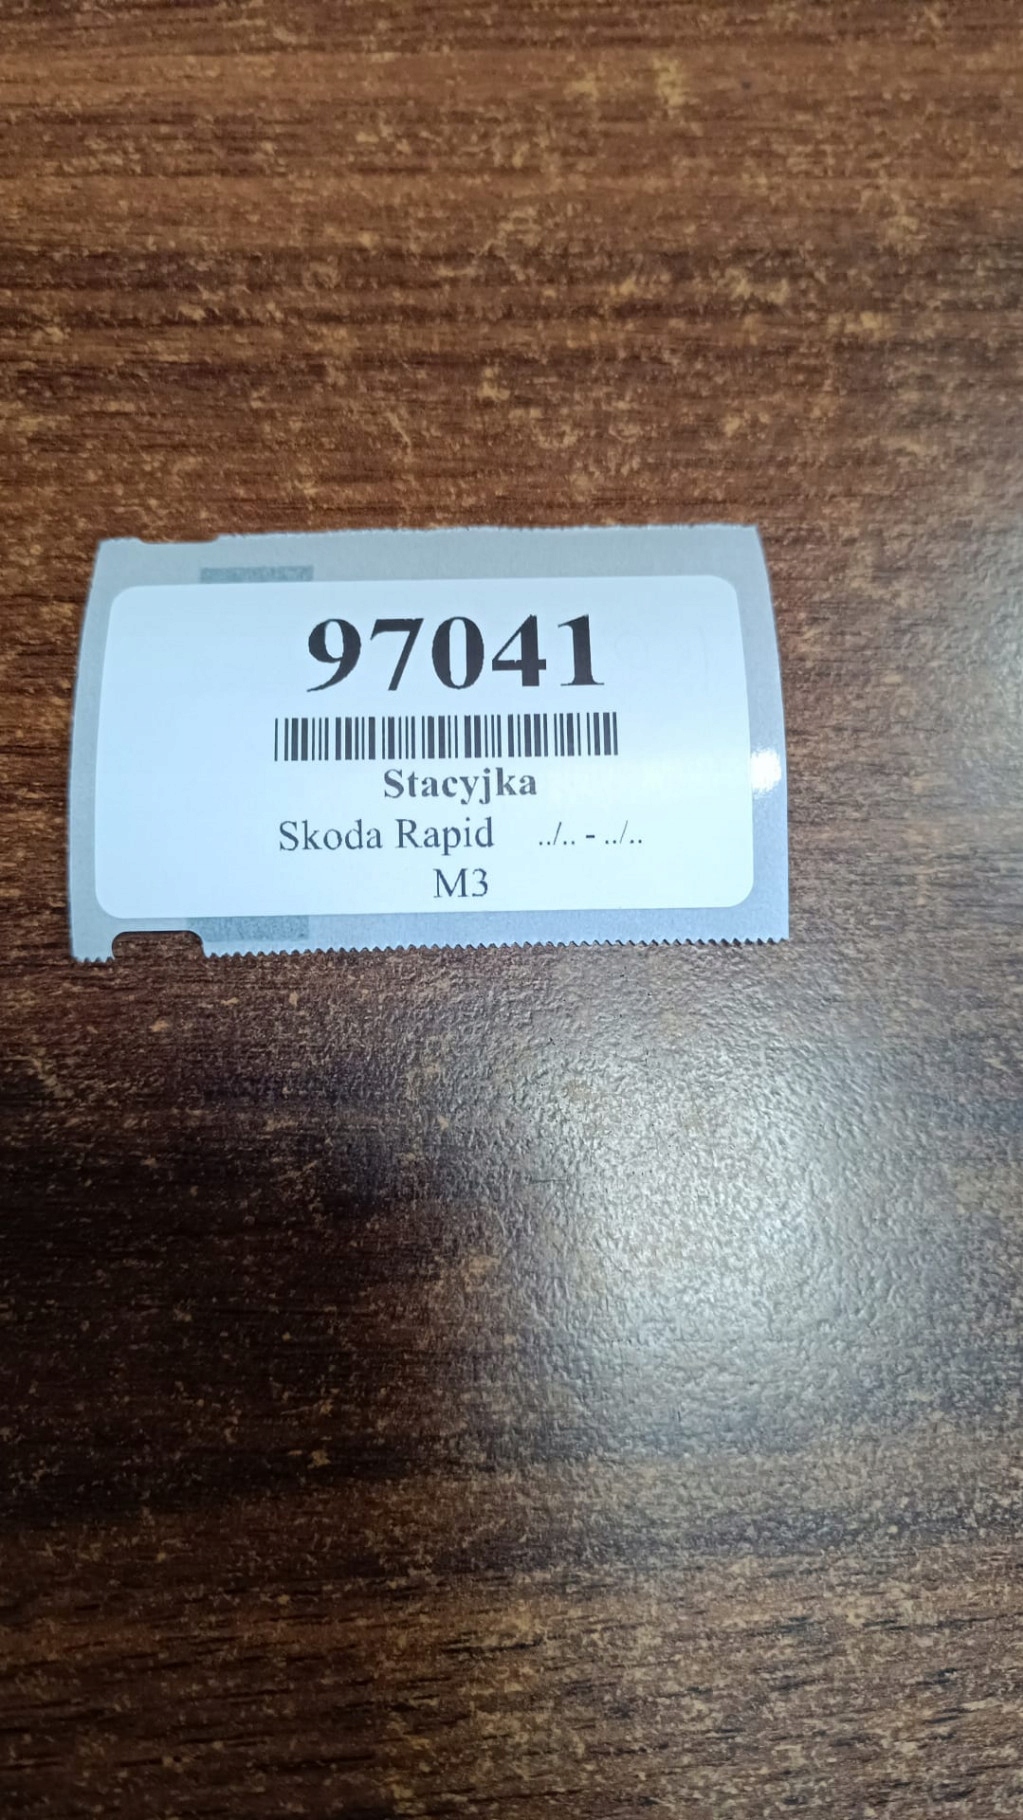 97041
Stacyjka
Skoda Rapid ../.. - ../..
M3